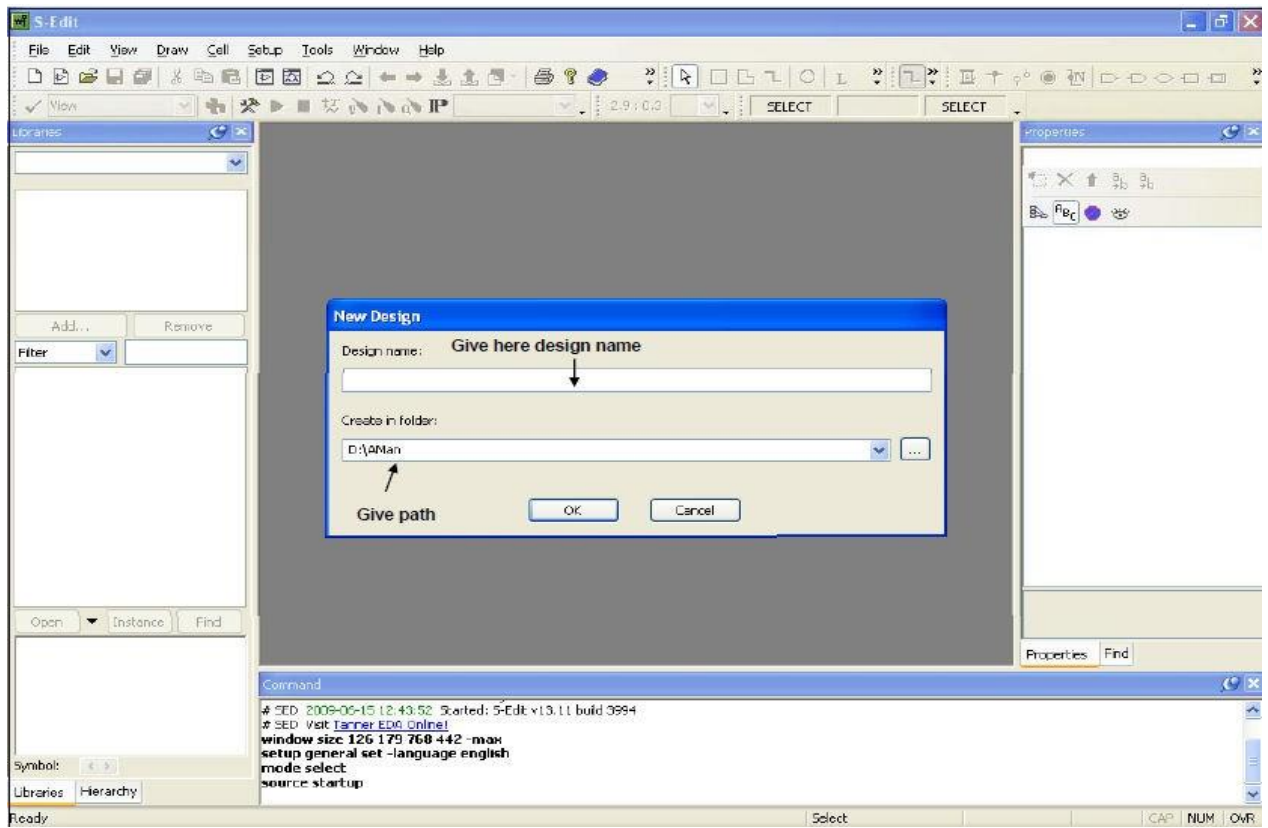 S-Edit
File Edit View Draw Cell Setup Tools Window Help
View
2.9 : 0.3
SELECT
SELECT
Libraries
Properties
Add... Remove
Filter
New Design
Design name: Give here design name
Create in folder:
D:\AMan
Give path
OK Cancel
Open Instance Find
Properties Find
Command
# SED 2009-06-15 12:43:52 Started: S-Edit v13.11 build 3994
# SED Visit Tanner EDA Online!
window size 126 179 768 442 -max
setup general set -language english
mode select
source startup
Symbol:
Libraries Hierarchy
Ready Select CAP NUM OVR